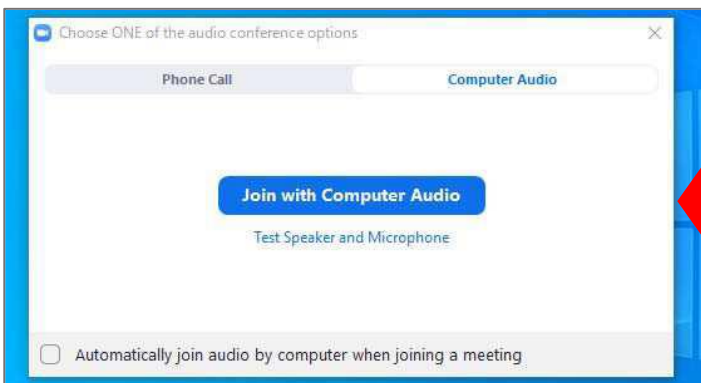 Choose ONE of the audio conference options
Phone Call
Computer Audio
Join with Computer Audio
Test Speaker and Microphone
Automatically join audio by computer when joining a meeting